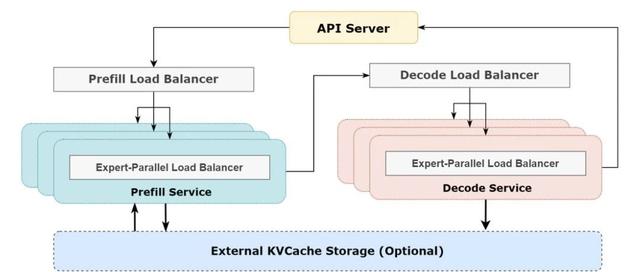 API Server
Prefill Load Balancer
Decode Load Balancer
Expert-Parallel Load Balancer
Prefill Service
Expert-Parallel Load Balancer
Decode Service
External KVCache Storage (Optional)